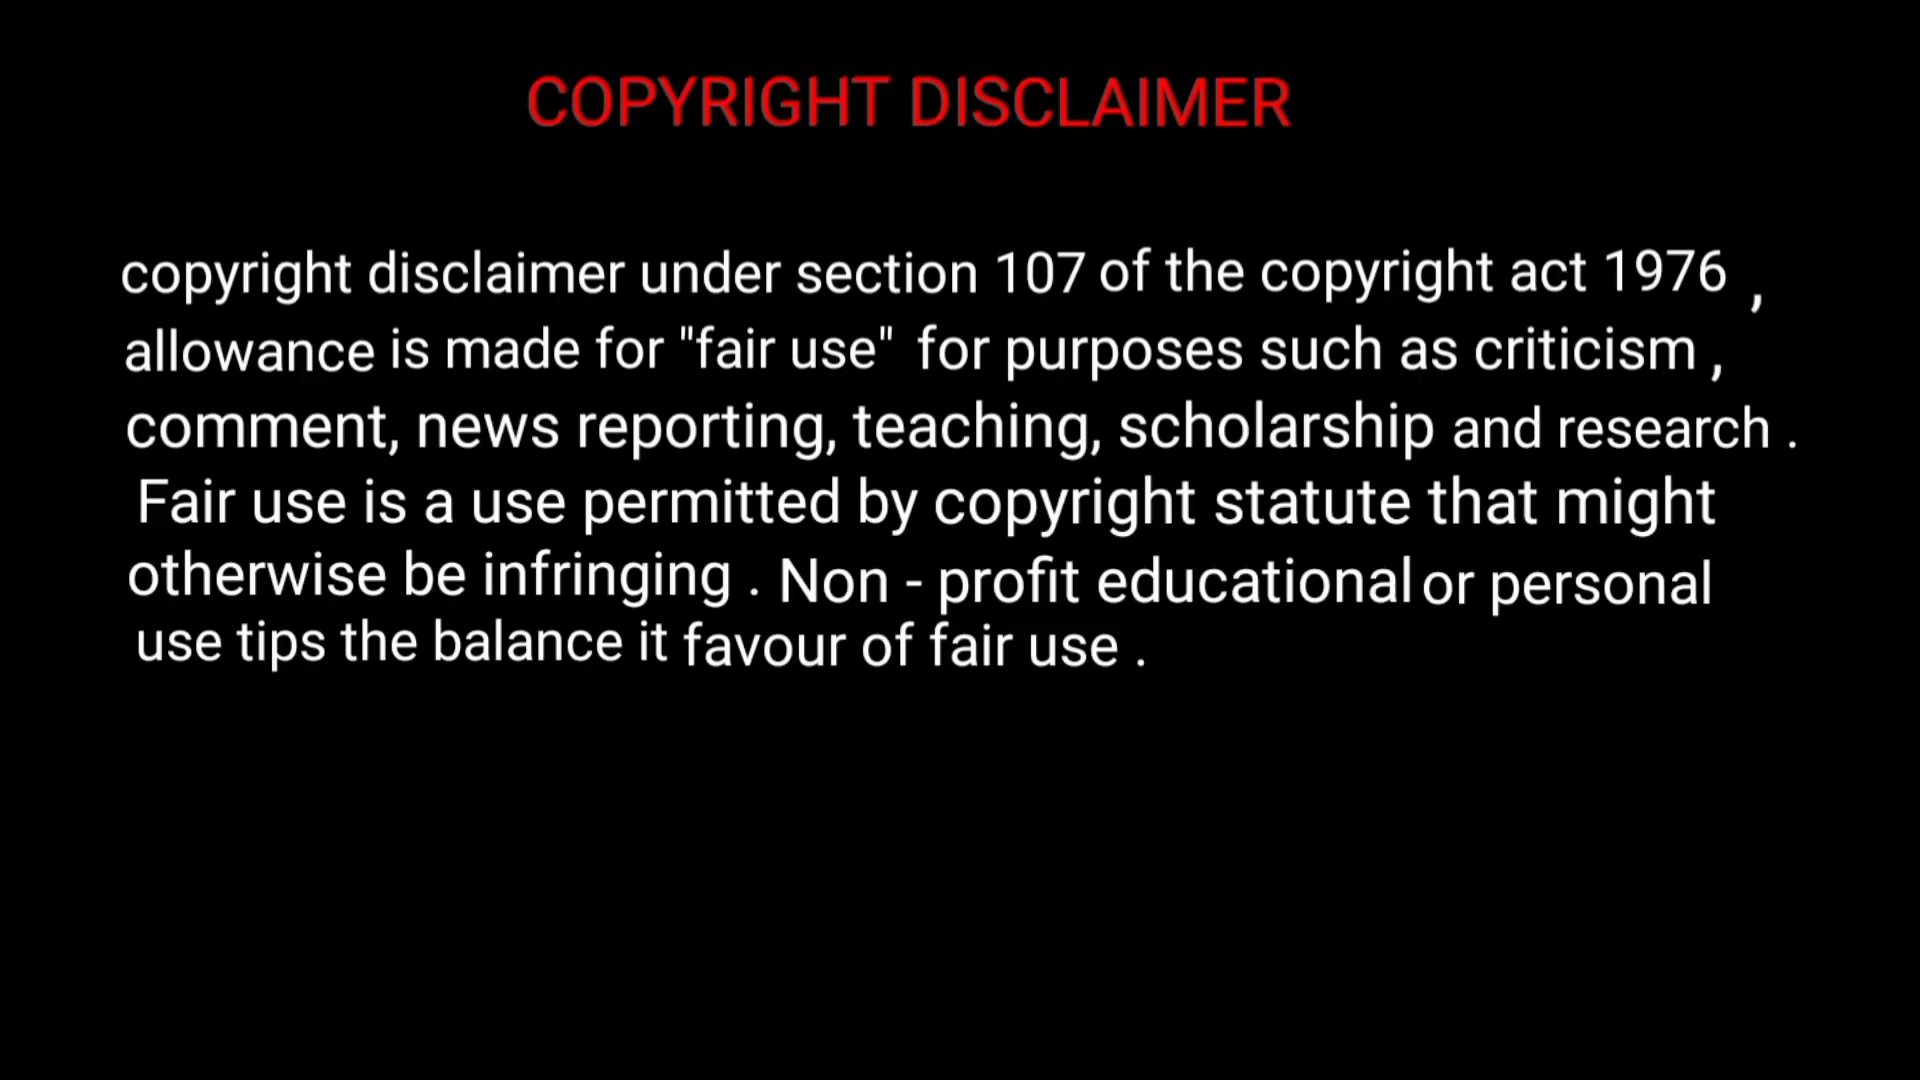 COPYRIGHT DISCLAIMER
copyright disclaimer under section 107 of the copyright act 1976 ,
allowance is made for "fair use" for purposes such as criticism ,
comment, news reporting, teaching, scholarship and research .
Fair use is a use permitted by copyright statute that might
otherwise be infringing . Non - profit educational or personal
use tips the balance it favour of fair use .